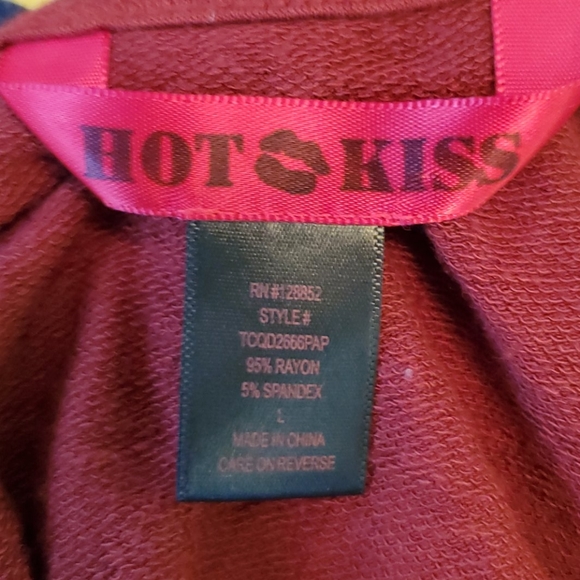 HOT KISS
RN #128852
STYLE #
TCQD2666PAP
95% RAYON
5% SPANDEX
L
MADE IN CHINA
CARE ON REVERSE